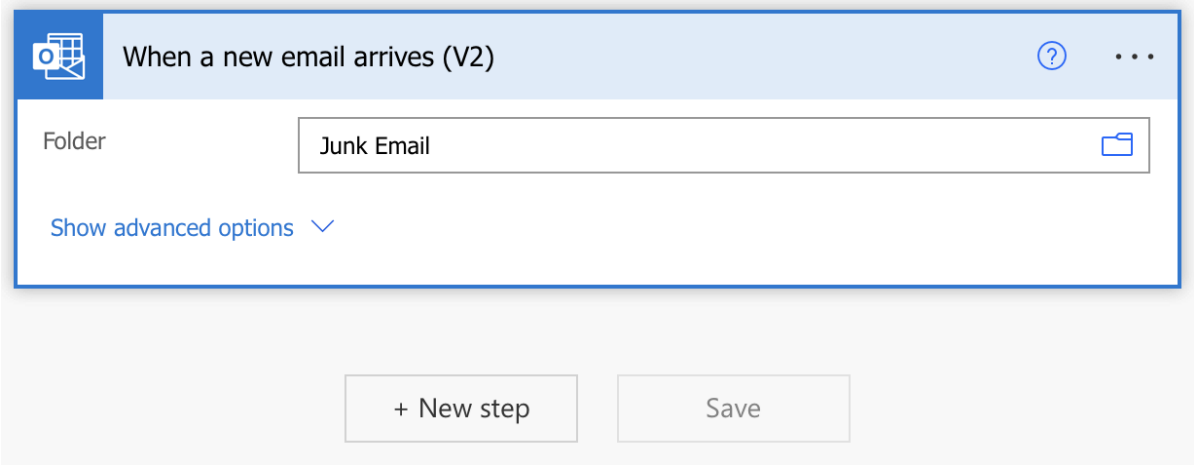 When a new email arrives (V2)
Folder
Junk Email
Show advanced options
+ New step
Save